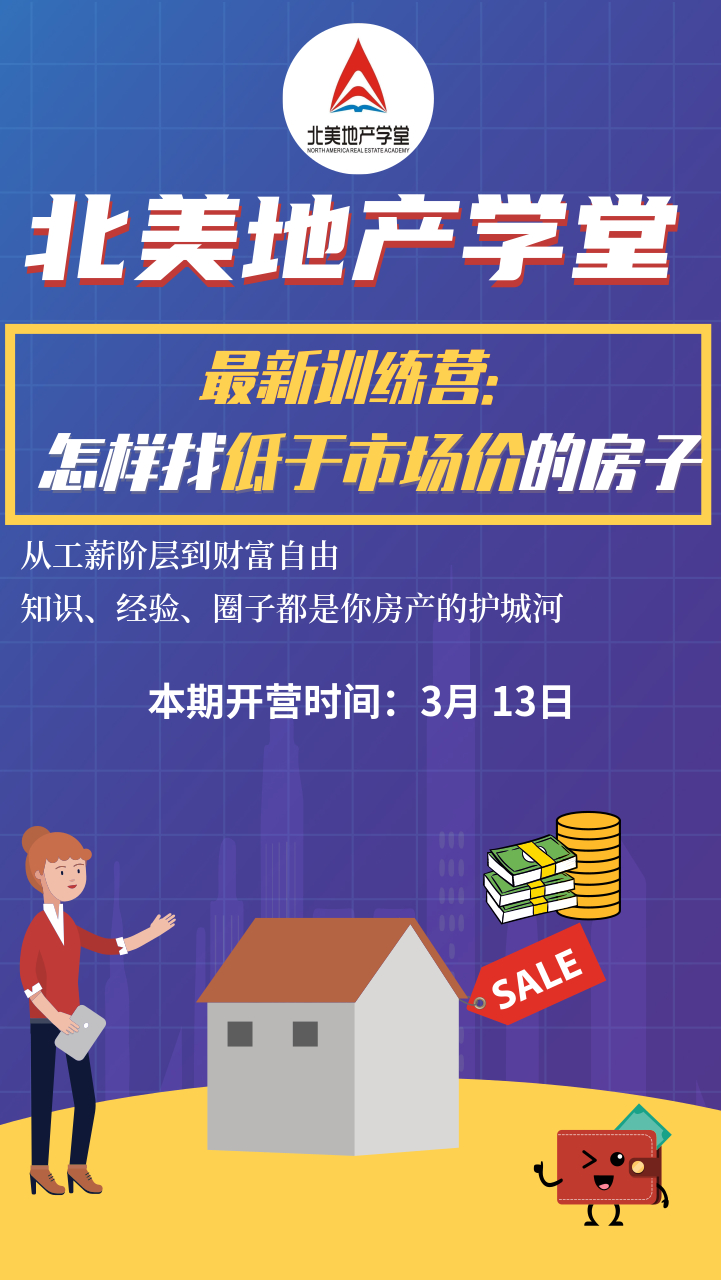 北美地产学堂
NORTH AMERICA REAL ESTATE ACADEMY
北美地产学堂
最新训练营:
怎样找低于市场价的房子
从工薪阶层到财富自由
知识、经验、圈子都是你房产的护城河
本期开营时间：3月 13日
SALE